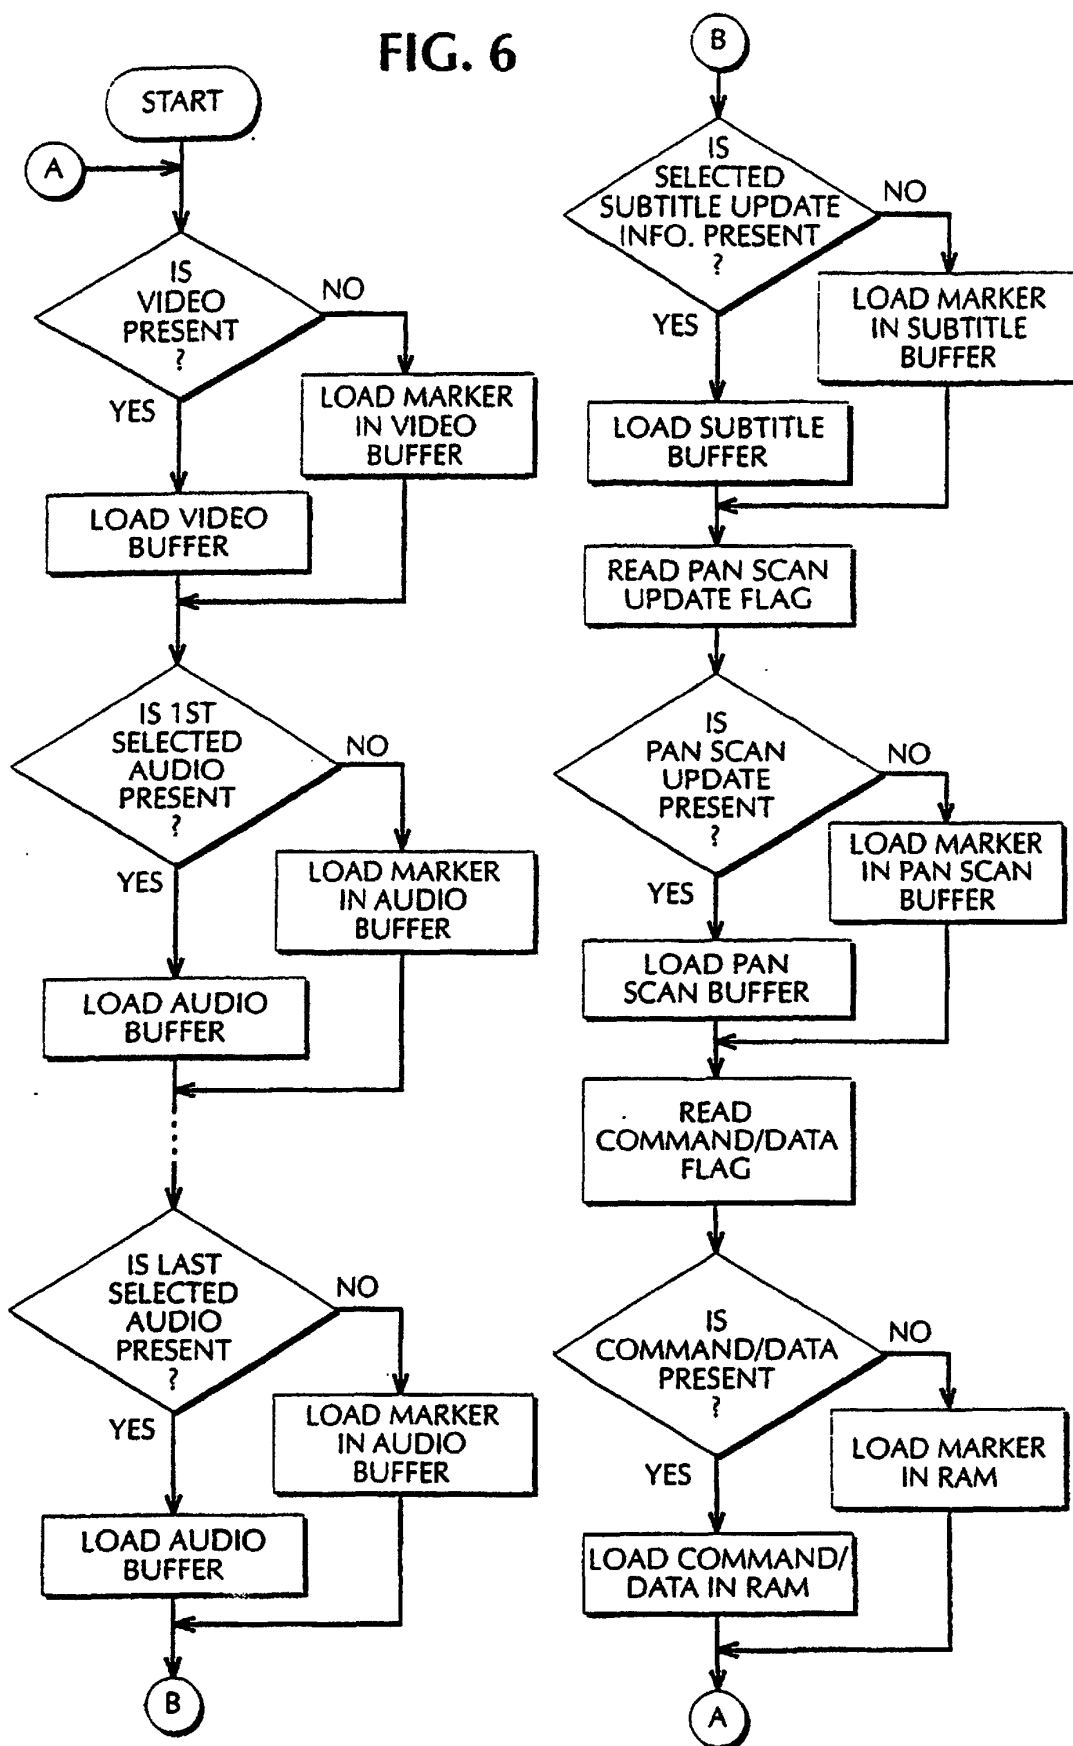 FIG. 6
START
A
IS
VIDEO
PRESENT
?
NO
YES
LOAD MARKER
IN VIDEO
BUFFER
LOAD VIDEO
BUFFER
IS 1ST
SELECTED
AUDIO
PRESENT
?
NO
YES
LOAD MARKER
IN AUDIO
BUFFER
LOAD AUDIO
BUFFER
IS LAST
SELECTED
AUDIO
PRESENT
?
NO
YES
LOAD MARKER
IN AUDIO
BUFFER
LOAD AUDIO
BUFFER
B
B
IS
SELECTED
SUBTITLE UPDATE
INFO. PRESENT
?
NO
YES
LOAD MARKER
IN SUBTITLE
BUFFER
LOAD SUBTITLE
BUFFER
READ PAN SCAN
UPDATE FLAG
IS
PAN SCAN
UPDATE
PRESENT
?
NO
YES
LOAD MARKER
IN PAN SCAN
BUFFER
LOAD PAN
SCAN BUFFER
READ
COMMAND/DATA
FLAG
IS
COMMAND/DATA
PRESENT
?
NO
YES
LOAD MARKER
IN RAM
LOAD COMMAND/
DATA IN RAM
A